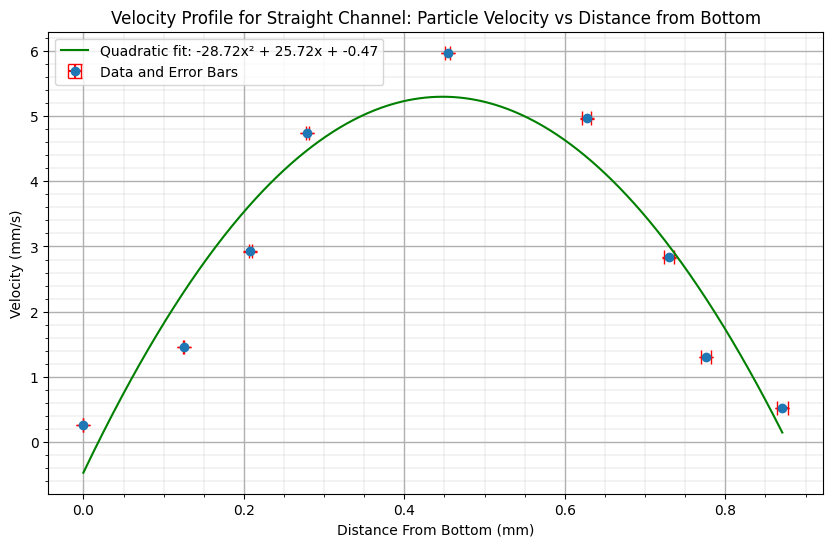 Velocity Profile for Straight Channel: Particle Velocity vs Distance from Bottom
Quadratic fit: -28.72x² + 25.72x + -0.47
Data and Error Bars
Velocity (mm/s)
6
5
4
3
2
1
0
0.0 0.2 0.4 0.6 0.8
Distance From Bottom (mm)